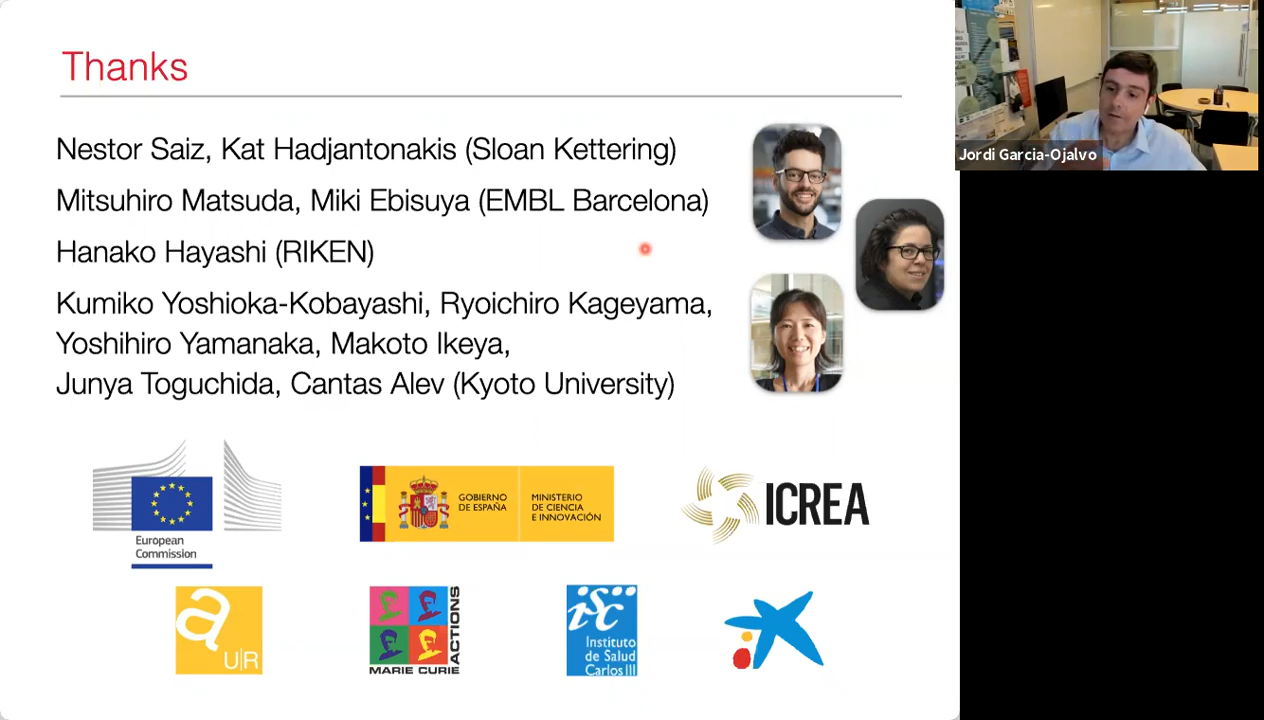 Thanks
Nestor Saiz, Kat Hadjantonakis (Sloan Kettering)
Mitsuhiro Matsuda, Miki Ebisuya (EMBL Barcelona)
Hanako Hayashi (RIKEN)
Kumiko Yoshioka-Kobayashi, Ryoichiro Kageyama,
Yoshihiro Yamanaka, Makoto Ikeya,
Junya Toguchida, Cantas Alev (Kyoto University)
Jordi Garcia-Ojalvo
European
Commission
GOBIERNO
DE ESPAÑA
MINISTERIO
DE CIENCIA
E INNOVACIÓN
ICREA
a
U|R
MARIE CURIE
ACTIONS
isc
Instituto
de Salud
Carlos III